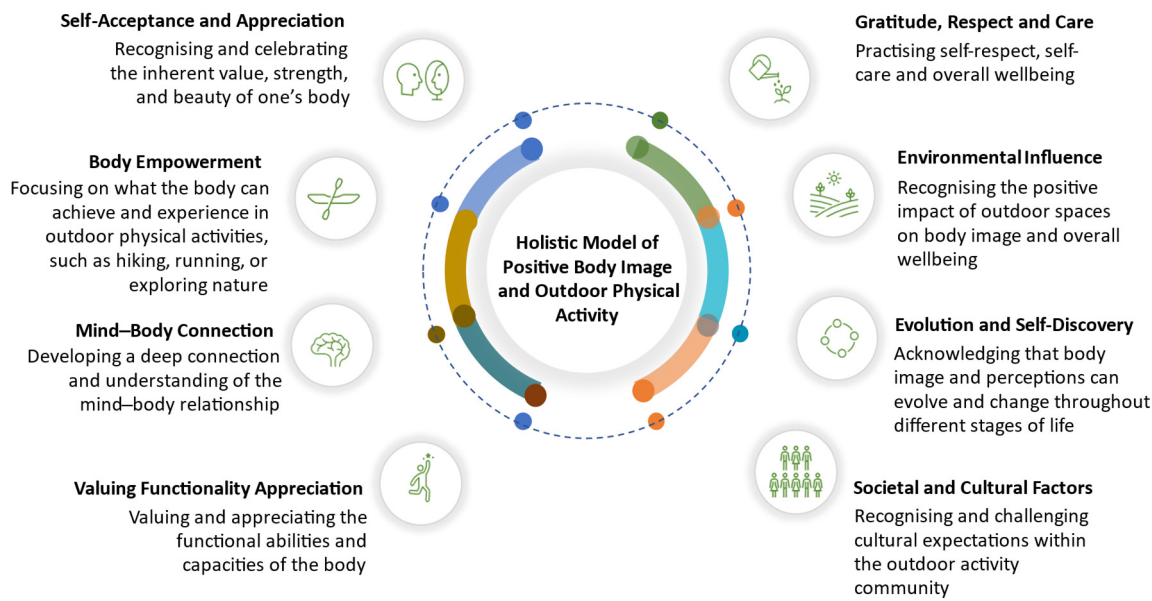 Self-Acceptance and Appreciation
Recognising and celebrating
the inherent value, strength,
and beauty of one's body
Body Empowerment
Focusing on what the body can
achieve and experience in
outdoor physical activities,
such as hiking, running, or
exploring nature
Mind–Body Connection
Developing a deep connection
and understanding of the
mind–body relationship
Valuing Functionality Appreciation
Valuing and appreciating the
functional abilities and
capacities of the body
Holistic Model of
Positive Body Image
and Outdoor Physical
Activity
Gratitude, Respect and Care
Practising self-respect, self-
care and overall wellbeing
Environmental Influence
Recognising the positive
impact of outdoor spaces
on body image and overall
wellbeing
Evolution and Self-Discovery
Acknowledging that body
image and perceptions can
evolve and change throughout
different stages of life
Societal and Cultural Factors
Recognising and challenging
cultural expectations within
the outdoor activity
community